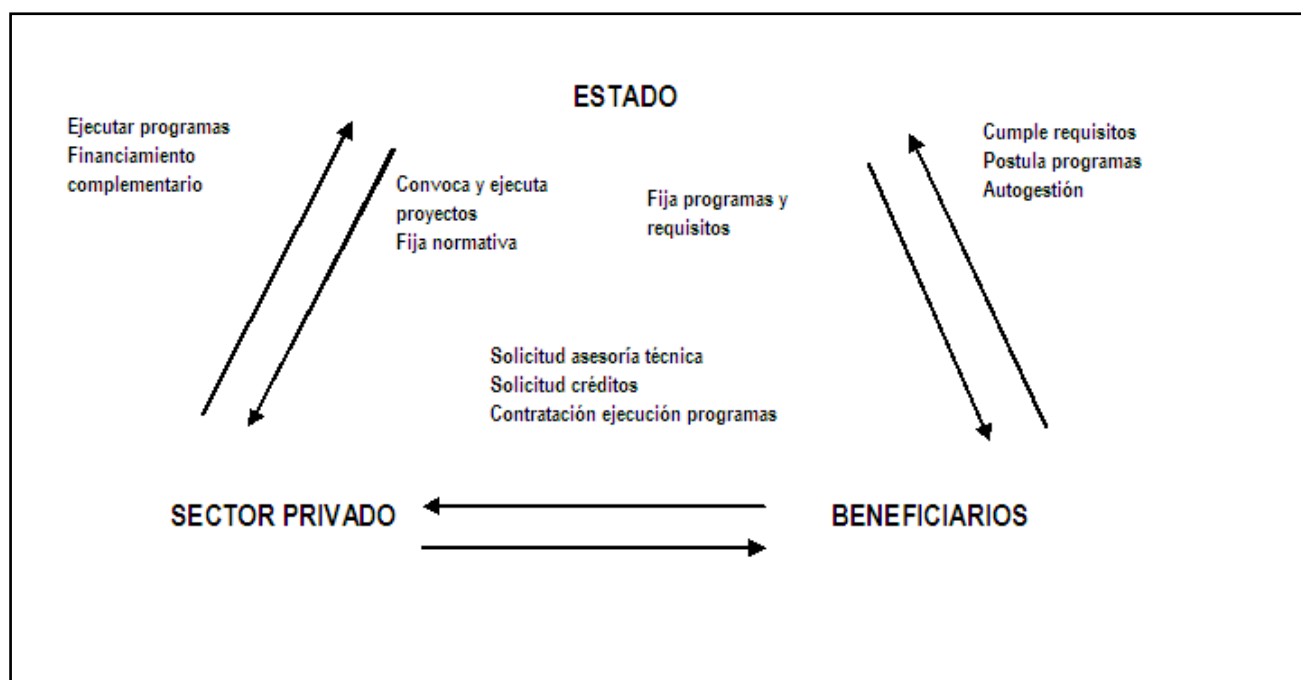 ESTADO
Ejecutar programas
Financiamiento
complementario
Cumple requisitos
Postula programas
Autogestión
Convoca y ejecuta
proyectos
Fija normativa
Fija programas y
requisitos
Solicitud asesoría técnica
Solicitud créditos
Contratación ejecución programas
SECTOR PRIVADO
BENEFICIARIOS